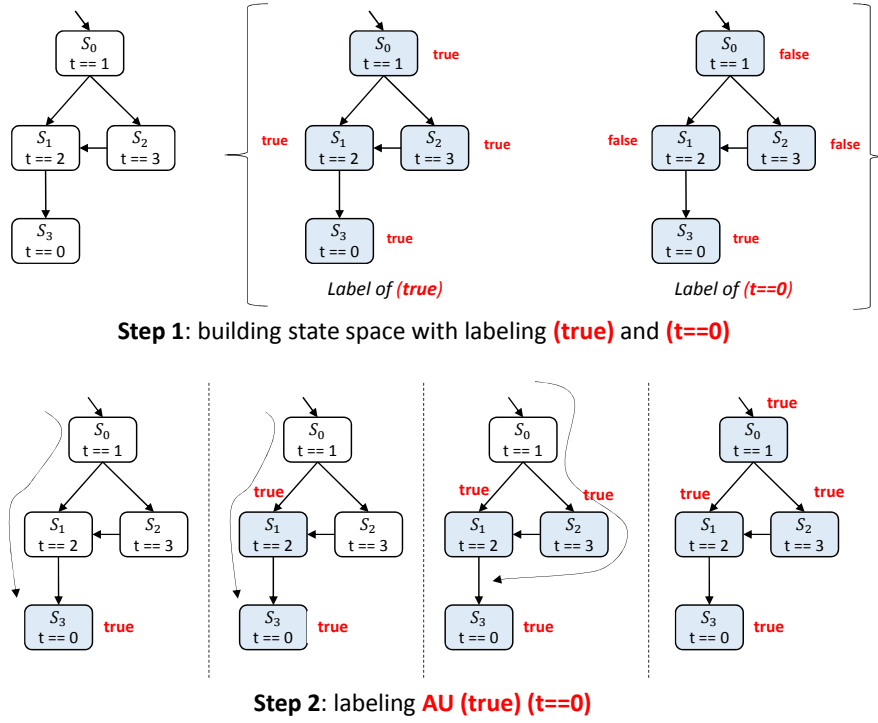 S₀
t == 1
S₁
t == 2
S₂
t == 3
S₃
t == 0
S₀
t == 1
true
true
S₁
t == 2
S₂
t == 3
true
S₃
t == 0
true
Label of (true)
S₀
t == 1
false
false
S₁
t == 2
S₂
t == 3
false
S₃
t == 0
true
Label of (t==0)
Step 1: building state space with labeling (true) and (t==0)
S₀
t == 1
S₁
t == 2
S₂
t == 3
S₃
t == 0
true
S₀
t == 1
true
S₁
t == 2
S₂
t == 3
S₃
t == 0
true
S₀
t == 1
true
true
S₁
t == 2
S₂
t == 3
S₃
t == 0
true
true
S₀
t == 1
true
true
S₁
t == 2
S₂
t == 3
S₃
t == 0
true
Step 2: labeling AU (true) (t==0)